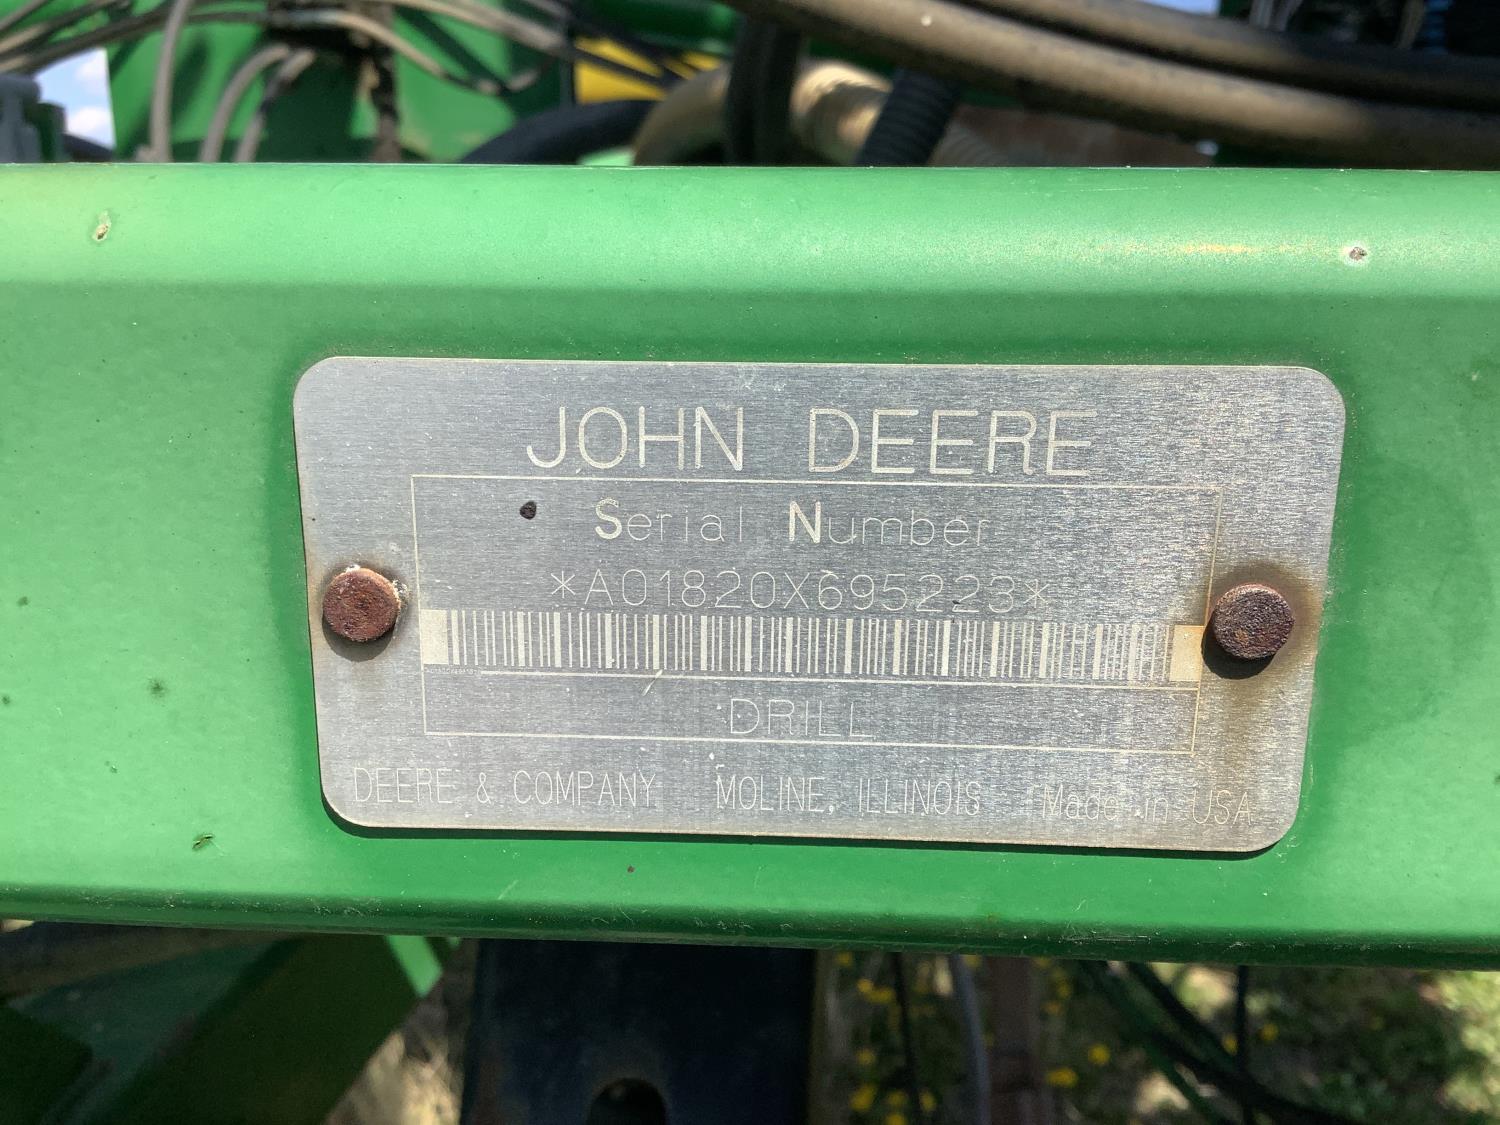 JOHN DEERE
Serial Number
*A01820X695223*
DRILL
DEERE & COMPANY MOLINE, ILLINOIS Made in USA